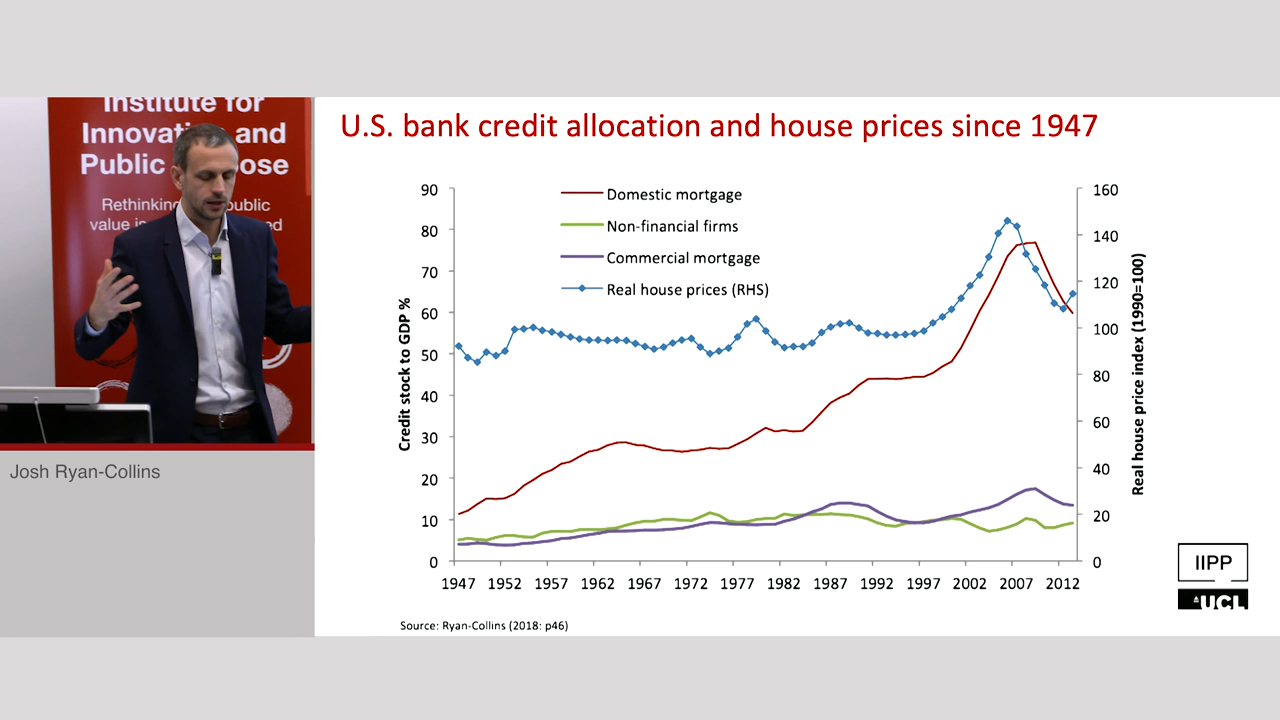 Institute for
Innovati and
Public ose
Rethinking public
value is ed
Josh Ryan-Collins
U.S. bank credit allocation and house prices since 1947
Domestic mortgage
Non-financial firms
Commercial mortgage
Real house prices (RHS)
Credit stock to GDP %
90
80
70
60
50
40
30
20
10
0
160
140
120
100
80
60
40
20
0
Real house price index (1990=100)
1947 1952 1957 1962 1967 1972 1977 1982 1987 1992 1997 2002 2007 2012
Source: Ryan-Collins (2018: p46)
IIPP
UCL